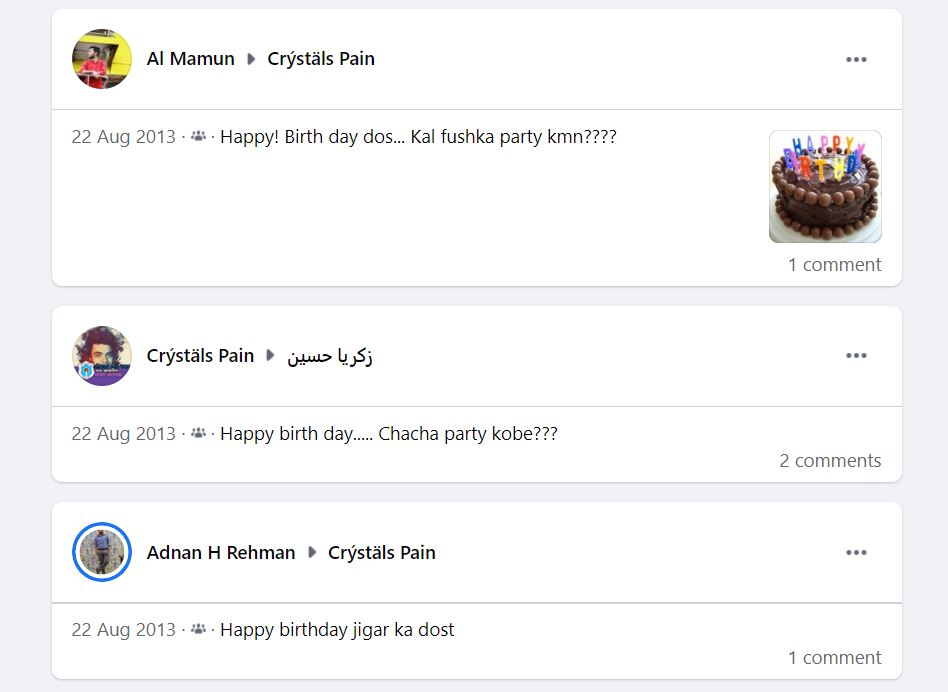 Al Mamun ▸ Crýstäls Pain
22 Aug 2013 · · Happy! Birth day dos... Kal fushka party kmn????
HAPPY
BIRTHD
1 comment
Crýstäls Pain ▸ زكريا حسين
22 Aug 2013 · · Happy birth day..... Chacha party kobe???
2 comments
Adnan H Rehman ▸ Crýstäls Pain
22 Aug 2013 · · Happy birthday jigar ka dost
1 comment